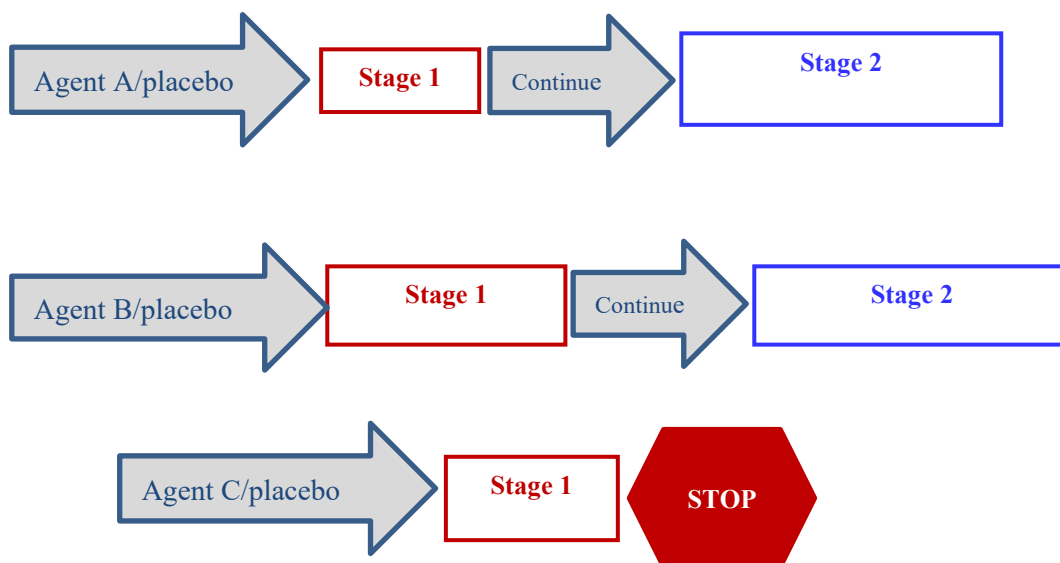 Agent A/placebo
Stage 1
Continue
Stage 2
Agent B/placebo
Stage 1
Continue
Stage 2
Agent C/placebo
Stage 1
STOP